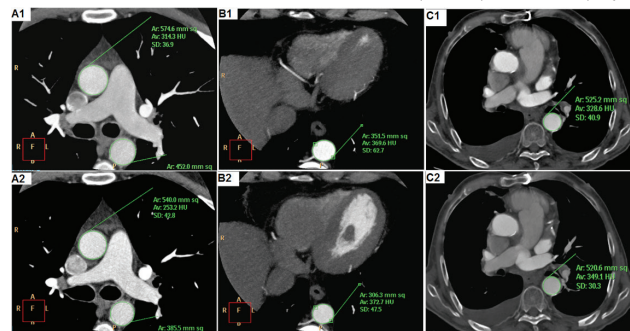 A1
Ar: 574.6 mm sq
Av: 314.3 HU
SD: 36.9
R
A
R F L
Ar: 452.0 mm sq
B1
R
Ar: 351.5 mm sq
Av: 369.6 HU
SD: 62.7
A
R F L
C1
Ar: 525.2 mm sq
Av: 328.6 HU
SD: 40.9
A2
Ar: 540.0 mm sq
Av: 253.2 HU
SD: 42.8
R
A
R F L
Ar: 385.5 mm sq
B2
R
Ar: 306.3 mm sq
Av: 372.7 HU
SD: 47.5
A
R F L
C2
Ar: 520.6 mm sq
Av: 349.1 HU
SD: 30.3